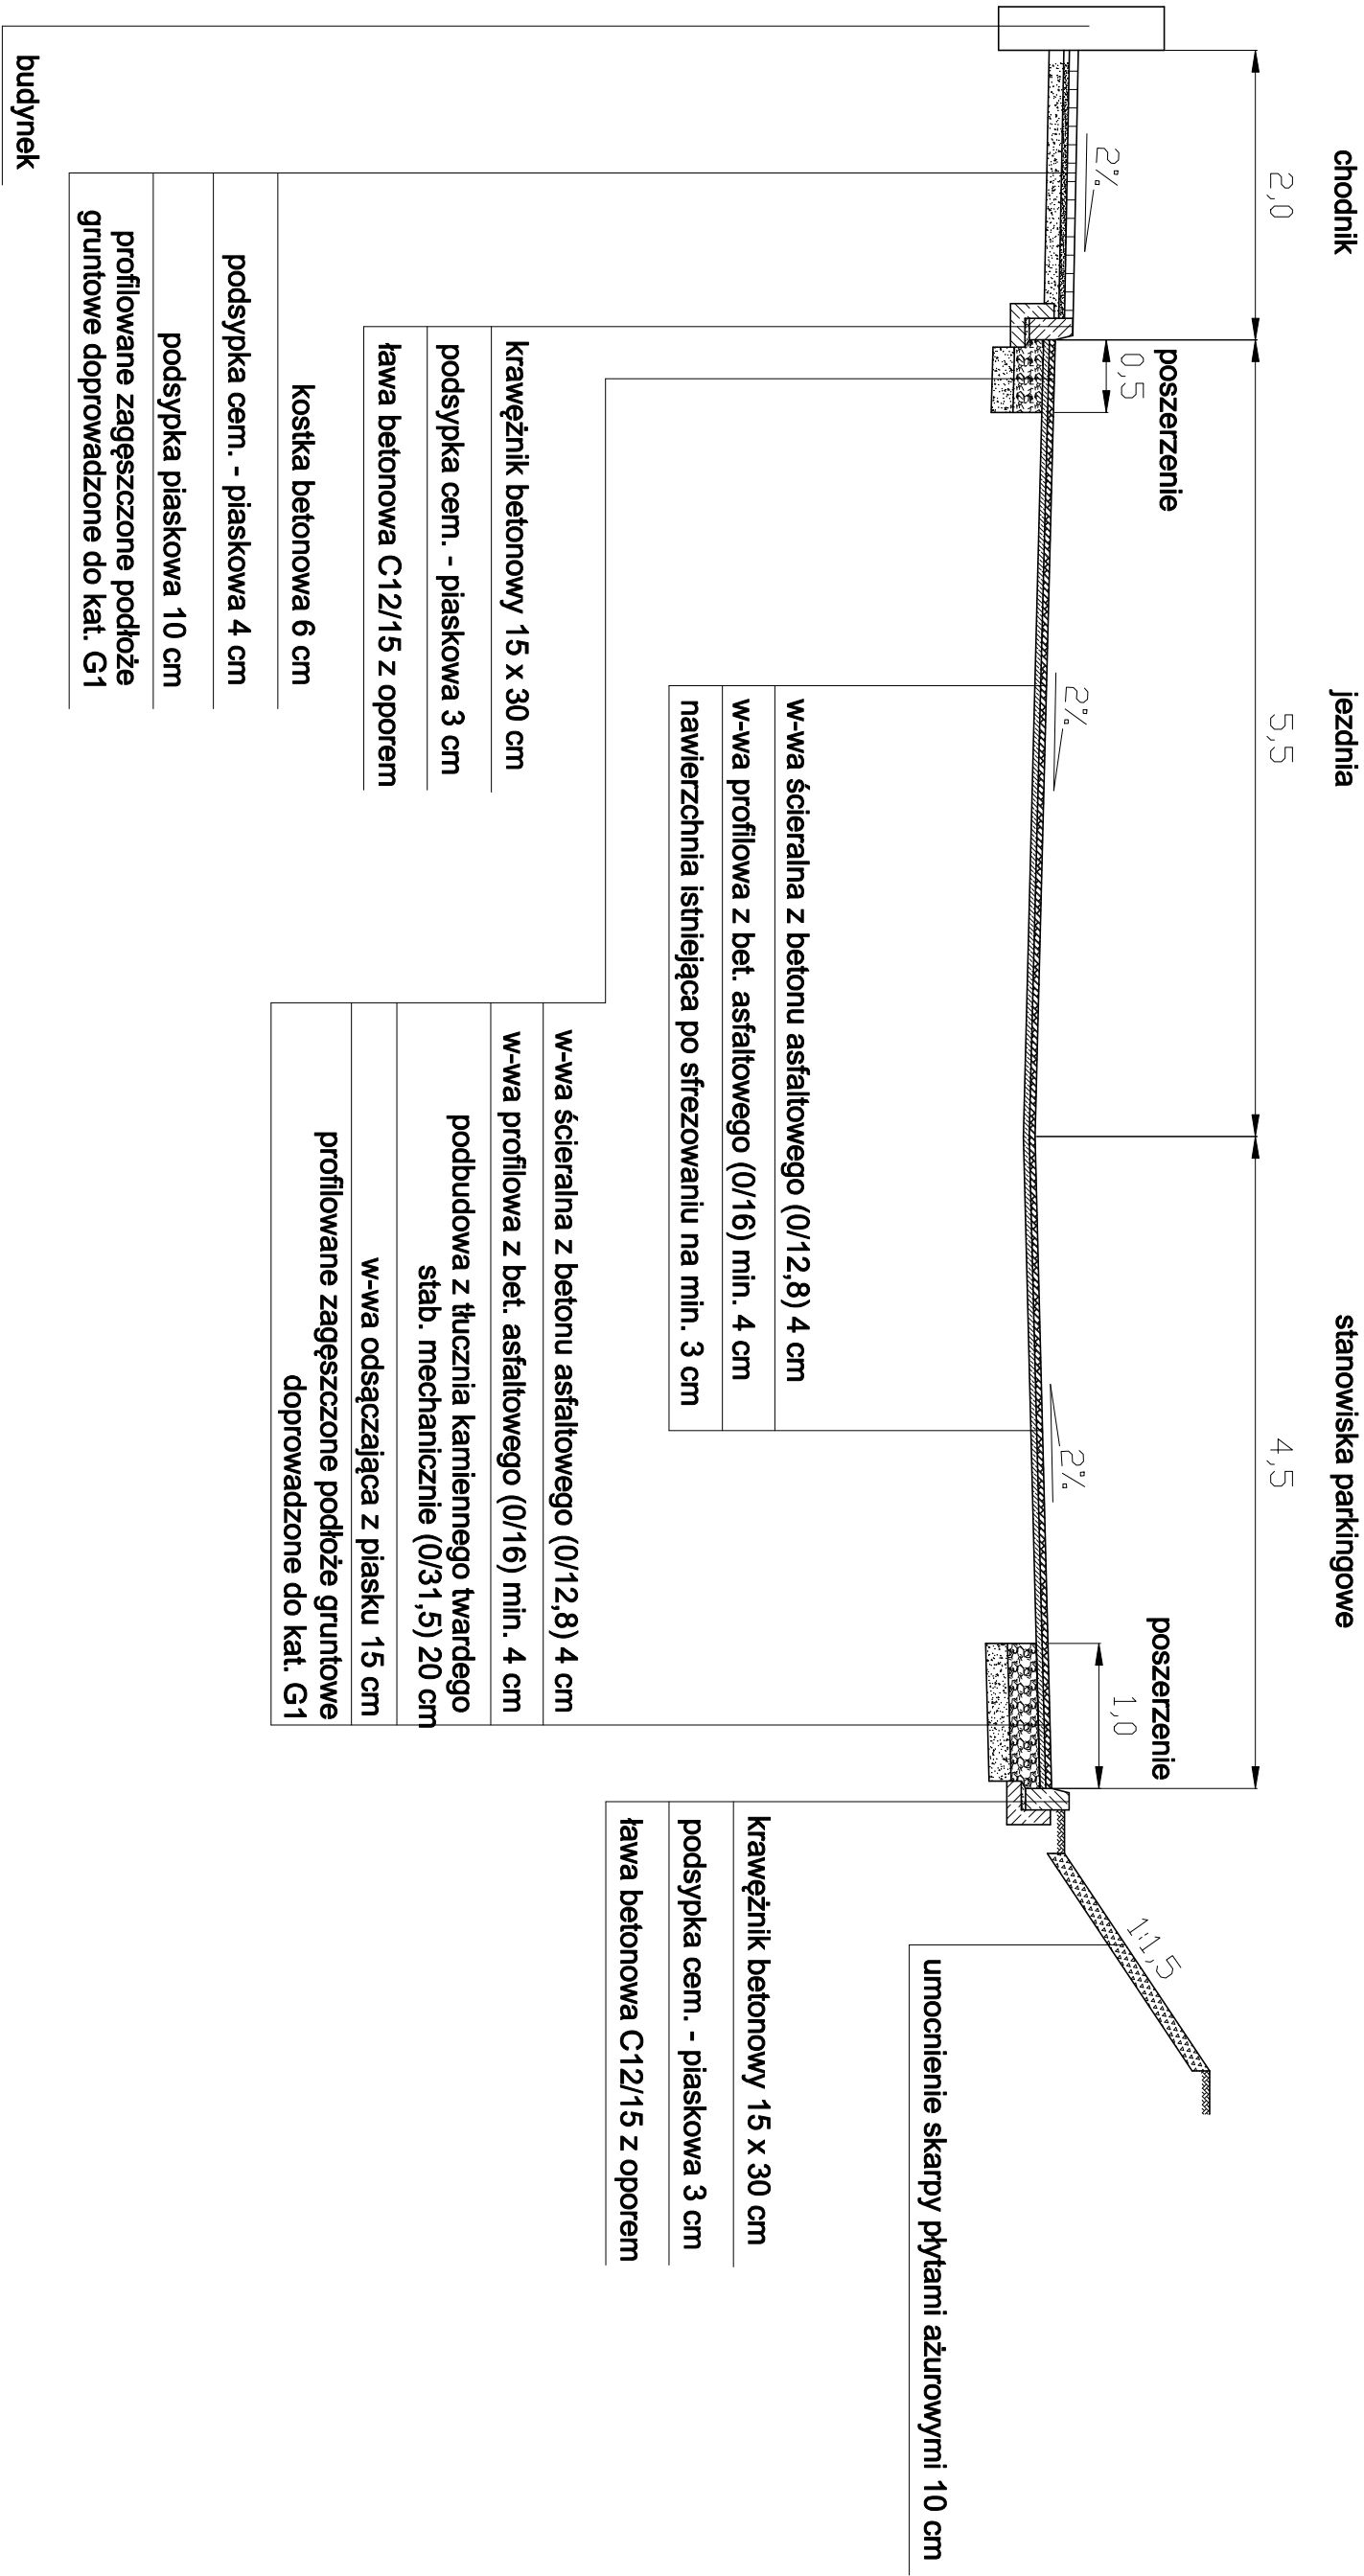 chodnik
jezdnia
stanowiska parkingowe
2,0
5,5
4,5
poszerzenie
0,5
poszerzenie
1,0
2%
2%
2%
1:1,5
budynek
umocnienie skarpy płytami ażurowymi 10 cm
w-wa ścieralna z betonu asfaltowego (0/12,8) 4 cm
w-wa profilowa z bet. asfaltowego (0/16) min. 4 cm
nawierzchnia istniejąca po sfrezowaniu na min. 3 cm
krawężnik betonowy 15 x 30 cm
podsypka cem. - piaskowa 3 cm
ława betonowa C12/15 z oporem
krawężnik betonowy 15 x 30 cm
podsypka cem. - piaskowa 3 cm
ława betonowa C12/15 z oporem
w-wa ścieralna z betonu asfaltowego (0/12,8) 4 cm
w-wa profilowa z bet. asfaltowego (0/16) min. 4 cm
podbudowa z tłucznia kamiennego twardego
stab. mechanicznie (0/31,5) 20 cm
w-wa odsączająca z piasku 15 cm
profilowane zagęszczone podłoże gruntowe
doprowadzone do kat. G1
kostka betonowa 6 cm
podsypka cem. - piaskowa 4 cm
podsypka piaskowa 10 cm
profilowane zagęszczone podłoże
gruntowe doprowadzone do kat. G1